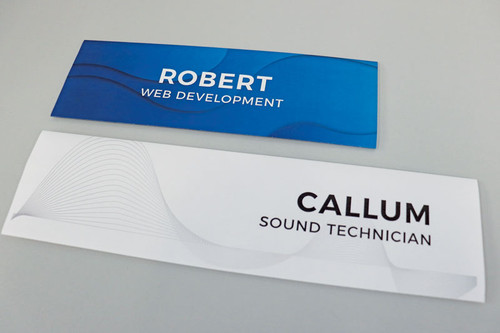 ROBERT
WEB DEVELOPMENT
CALLUM
SOUND TECHNICIAN